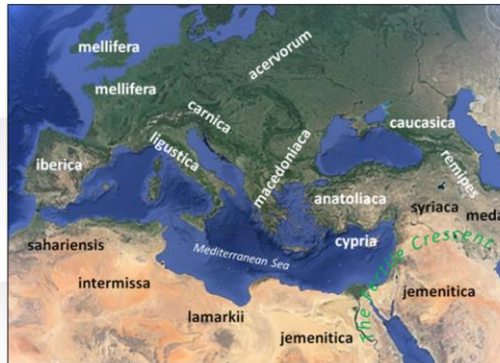 mellifera
mellifera
acervorum
carnica
ligustica
iberica
macedoniaca
caucasica
remipes
anatoliaca
syriaca
meda
cypria
The Fertile Crescent
sahariensis
Mediterranean Sea
intermissa
lamarkii
jemenitica
jemenitica